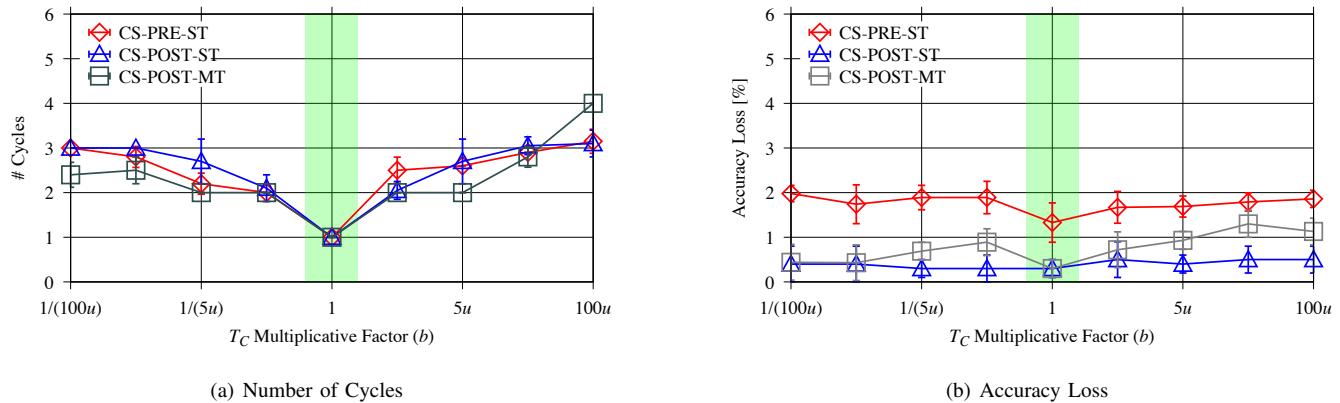 6
5
4
3
2
1
0
# Cycles
CS-PRE-ST
CS-POST-ST
CS-POST-MT
1/(100u)
1/(5u)
1
5u
100u
T_C Multiplicative Factor (b)
(a) Number of Cycles
6
5
4
3
2
1
0
Accuracy Loss [%]
CS-PRE-ST
CS-POST-ST
CS-POST-MT
1/(100u)
1/(5u)
1
5u
100u
T_C Multiplicative Factor (b)
(b) Accuracy Loss